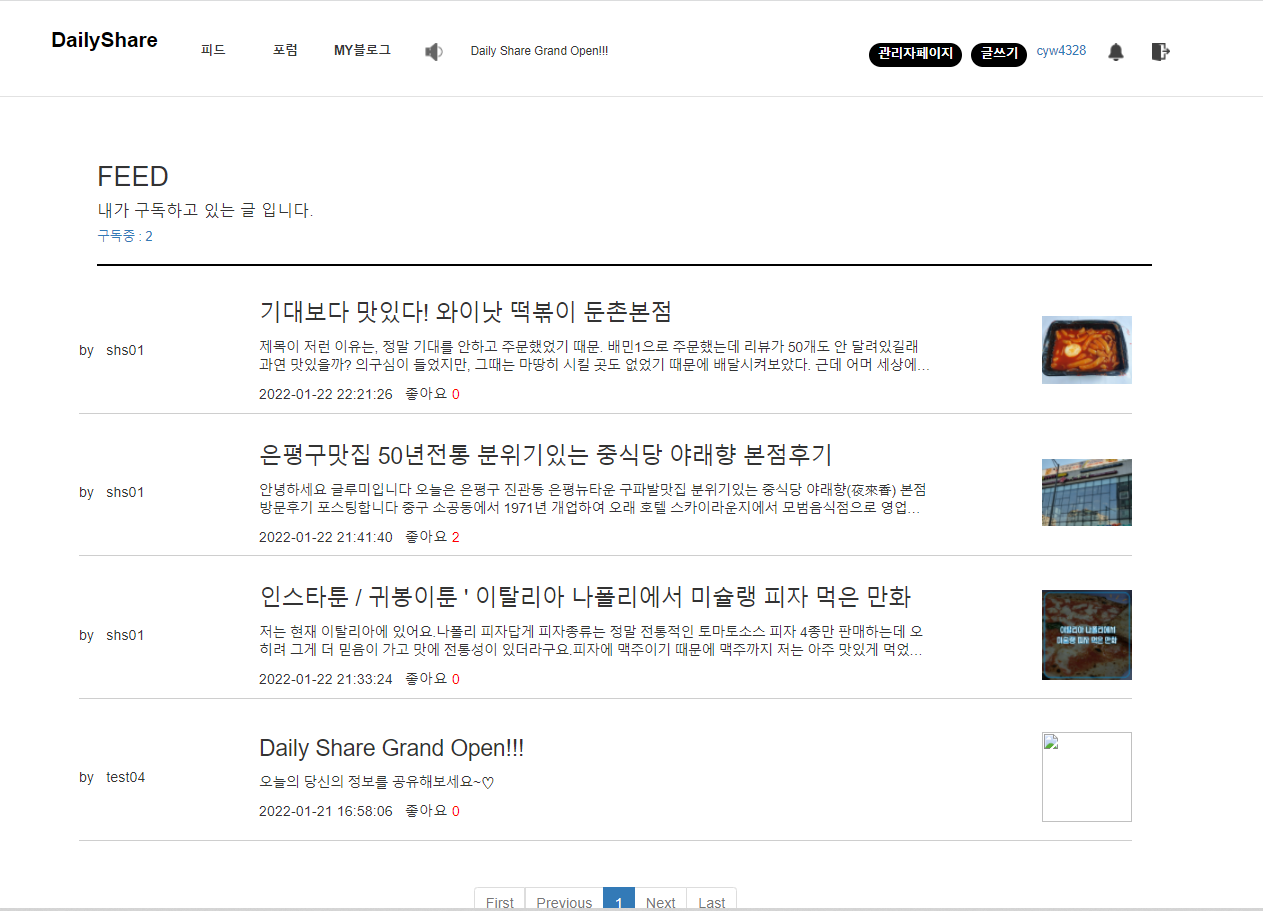 DailyShare
피드
포럼
MY블로그
Daily Share Grand Open!!!
관리자페이지
글쓰기
cyw4328
FEED
내가 구독하고 있는 글 입니다.
구독중 : 2
기대보다 맛있다! 와이낫 떡볶이 둔촌본점
by shs01
제목이 저런 이유는, 정말 기대를 안하고 주문했었기 때문. 배민1으로 주문했는데 리뷰가 50개도 안 달려있길래
과연 맛있을까? 의구심이 들었지만, 그때는 마땅히 시킬 곳도 없었기 때문에 배달시켜보았다. 근데 어머 세상에...
2022-01-22 22:21:26 좋아요 0
은평구맛집 50년전통 분위기있는 중식당 야래향 본점후기
by shs01
안녕하세요 글루미입니다 오늘은 은평구 진관동 은평뉴타운 구파발맛집 분위기있는 중식당 야래향(夜來香) 본점
방문후기 포스팅합니다 중구 소공동에서 1971년 개업하여 오래 호텔 스카이라운지에서 모범음식점으로 영업...
2022-01-22 21:41:40 좋아요 2
인스타툰 / 귀봉이툰 ' 이탈리아 나폴리에서 미슐랭 피자 먹은 만화
by shs01
저는 현재 이탈리아에 있어요.나폴리 피자답게 피자종류는 정말 전통적인 토마토소스 피자 4종만 판매하는데 오
히려 그게 더 믿음이 가고 맛에 전통성이 있더라구요.피자에 맥주이기 때문에 맥주까지 저는 아주 맛있게 먹었...
2022-01-22 21:33:24 좋아요 0
이탈리아 나폴리에서
미슐랭 피자 먹은 만화
Daily Share Grand Open!!!
by test04
오늘의 당신의 정보를 공유해보세요~♡
2022-01-21 16:58:06 좋아요 0
First Previous 1 Next Last